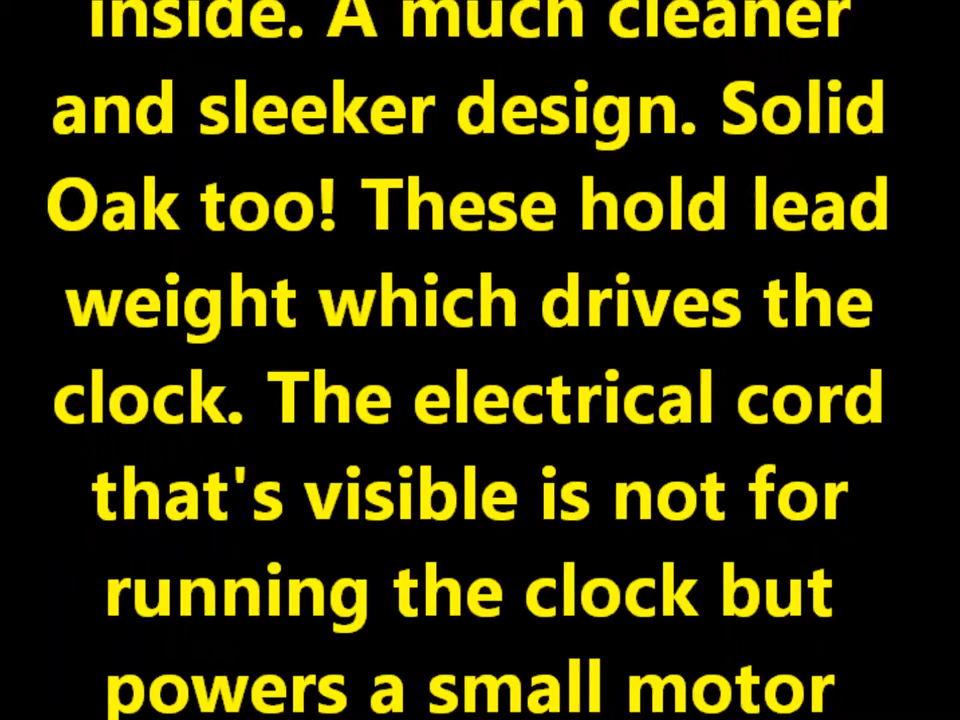 inside. A much cleaner
and sleeker design. Solid
Oak too! These hold lead
weight which drives the
clock. The electrical cord
that's visible is not for
running the clock but
powers a small motor